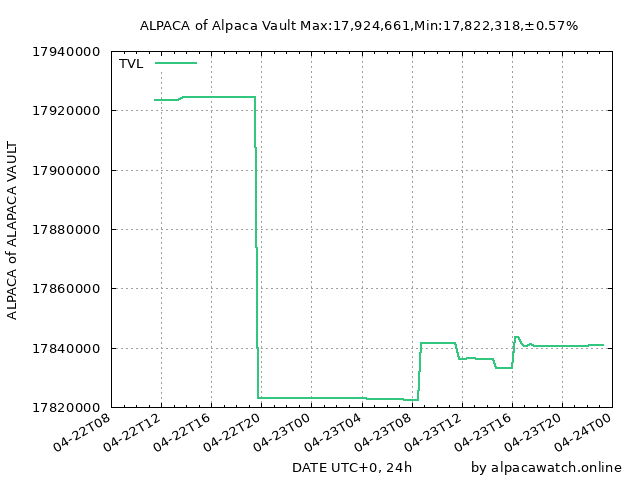 ALPACA of Alpaca Vault Max:17,924,661,Min:17,822,318,±0.57%
TVL
17940000
17920000
17900000
17880000
17860000
17840000
17820000
ALPACA of ALAPACA VAULT
04-22T08
04-22T12
04-22T16
04-22T20
04-23T00
04-23T04
04-23T08
04-23T12
04-23T16
04-23T20
04-24T00
DATE UTC+0, 24h
by alpacawatch.online